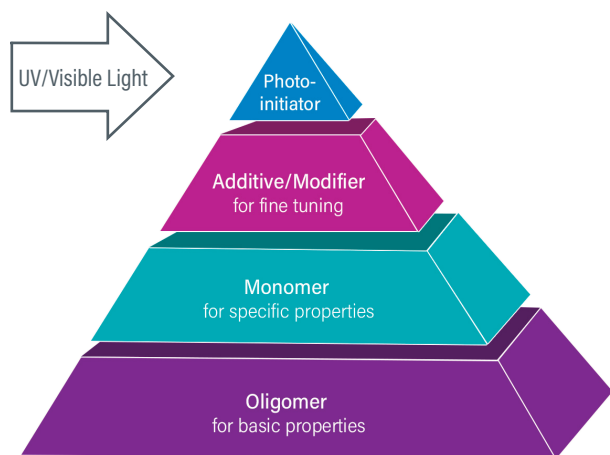 UV/Visible Light
Photo-
initiator
Additive/Modifier
for fine tuning
Monomer
for specific properties
Oligomer
for basic properties